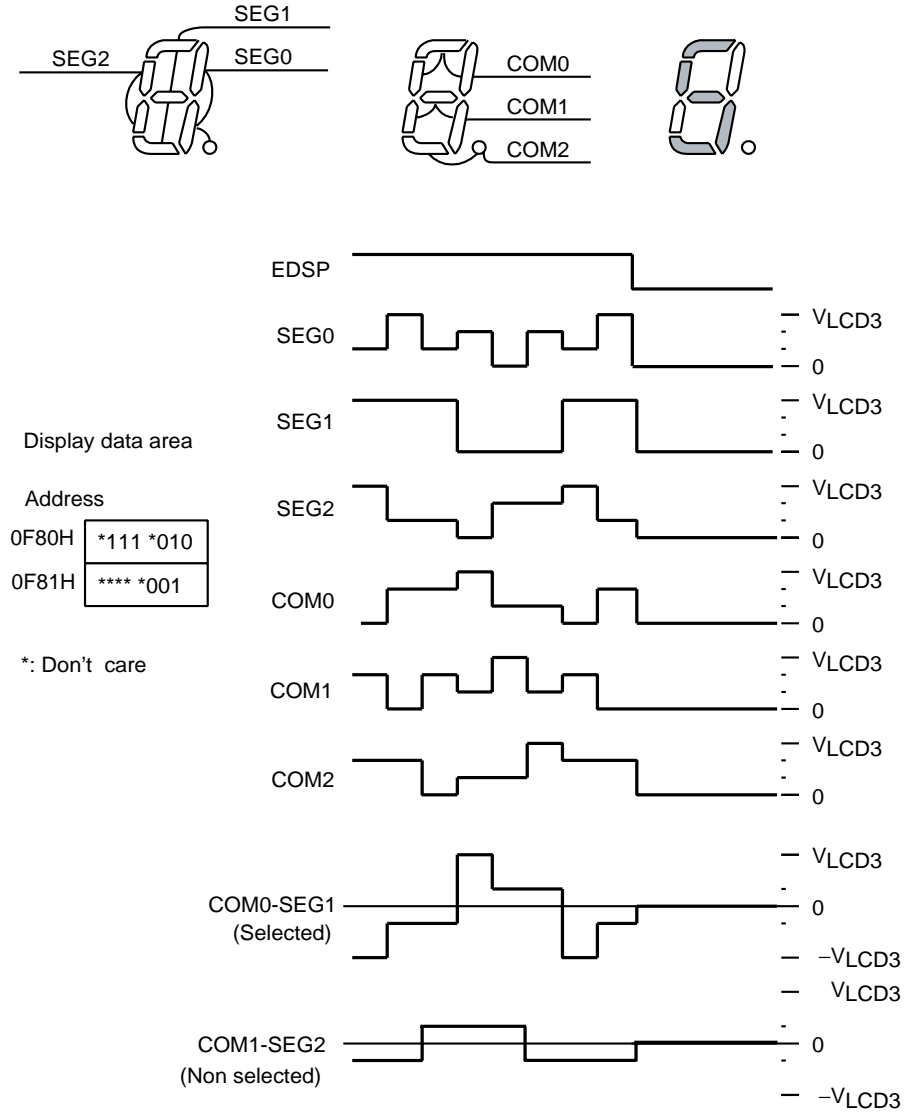 SEG1
SEG2
SEG0
COM0
COM1
COM2
EDSP
SEG0
VLCD3
0
SEG1
VLCD3
0
Display data area
SEG2
VLCD3
0
Address
0F80H *111 *010
0F81H **** *001
COM0
VLCD3
0
*: Don't care
COM1
VLCD3
0
COM2
VLCD3
0
COM0-SEG1
(Selected)
VLCD3
0
−VLCD3
COM1-SEG2
(Non selected)
VLCD3
0
−VLCD3